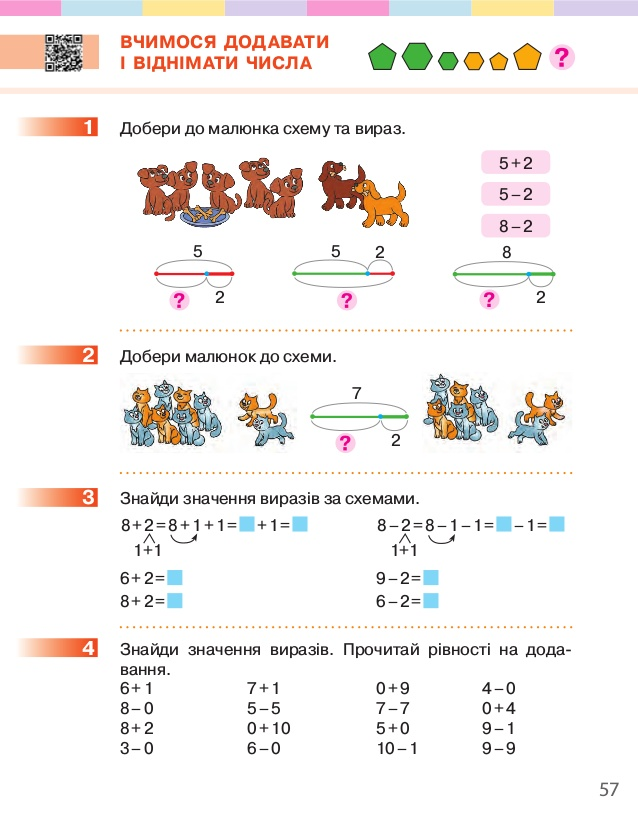 ВЧИМОСЯ ДОДАВАТИ
І ВІДНІМАТИ ЧИСЛА
?
1
Добери до малюнка схему та вираз.
5 + 2
5 – 2
8 – 2
5
? 2
5 2
?
8
? 2
2
Добери малюнок до схеми.
7
? 2
3
Знайди значення виразів за схемами.
8 + 2 = 8 + 1 + 1 = + 1 =
1+1
6 + 2 =
8 + 2 =
8 – 2 = 8 – 1 – 1 = – 1 =
1+1
9 – 2 =
6 – 2 =
4
Знайди значення виразів. Прочитай рівності на дода-
вання.
6 + 1 7 + 1 0 + 9 4 – 0
8 – 0 5 – 5 7 – 7 0 + 4
8 + 2 0 + 10 5 + 0 9 – 1
3 – 0 6 – 0 10 – 1 9 – 9
57